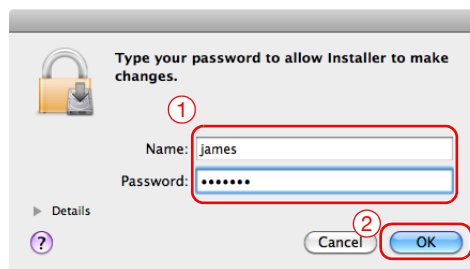 Type your password to allow Installer to make
changes.
1
Name: james
Password: •••••••
Details
2
? Cancel OK